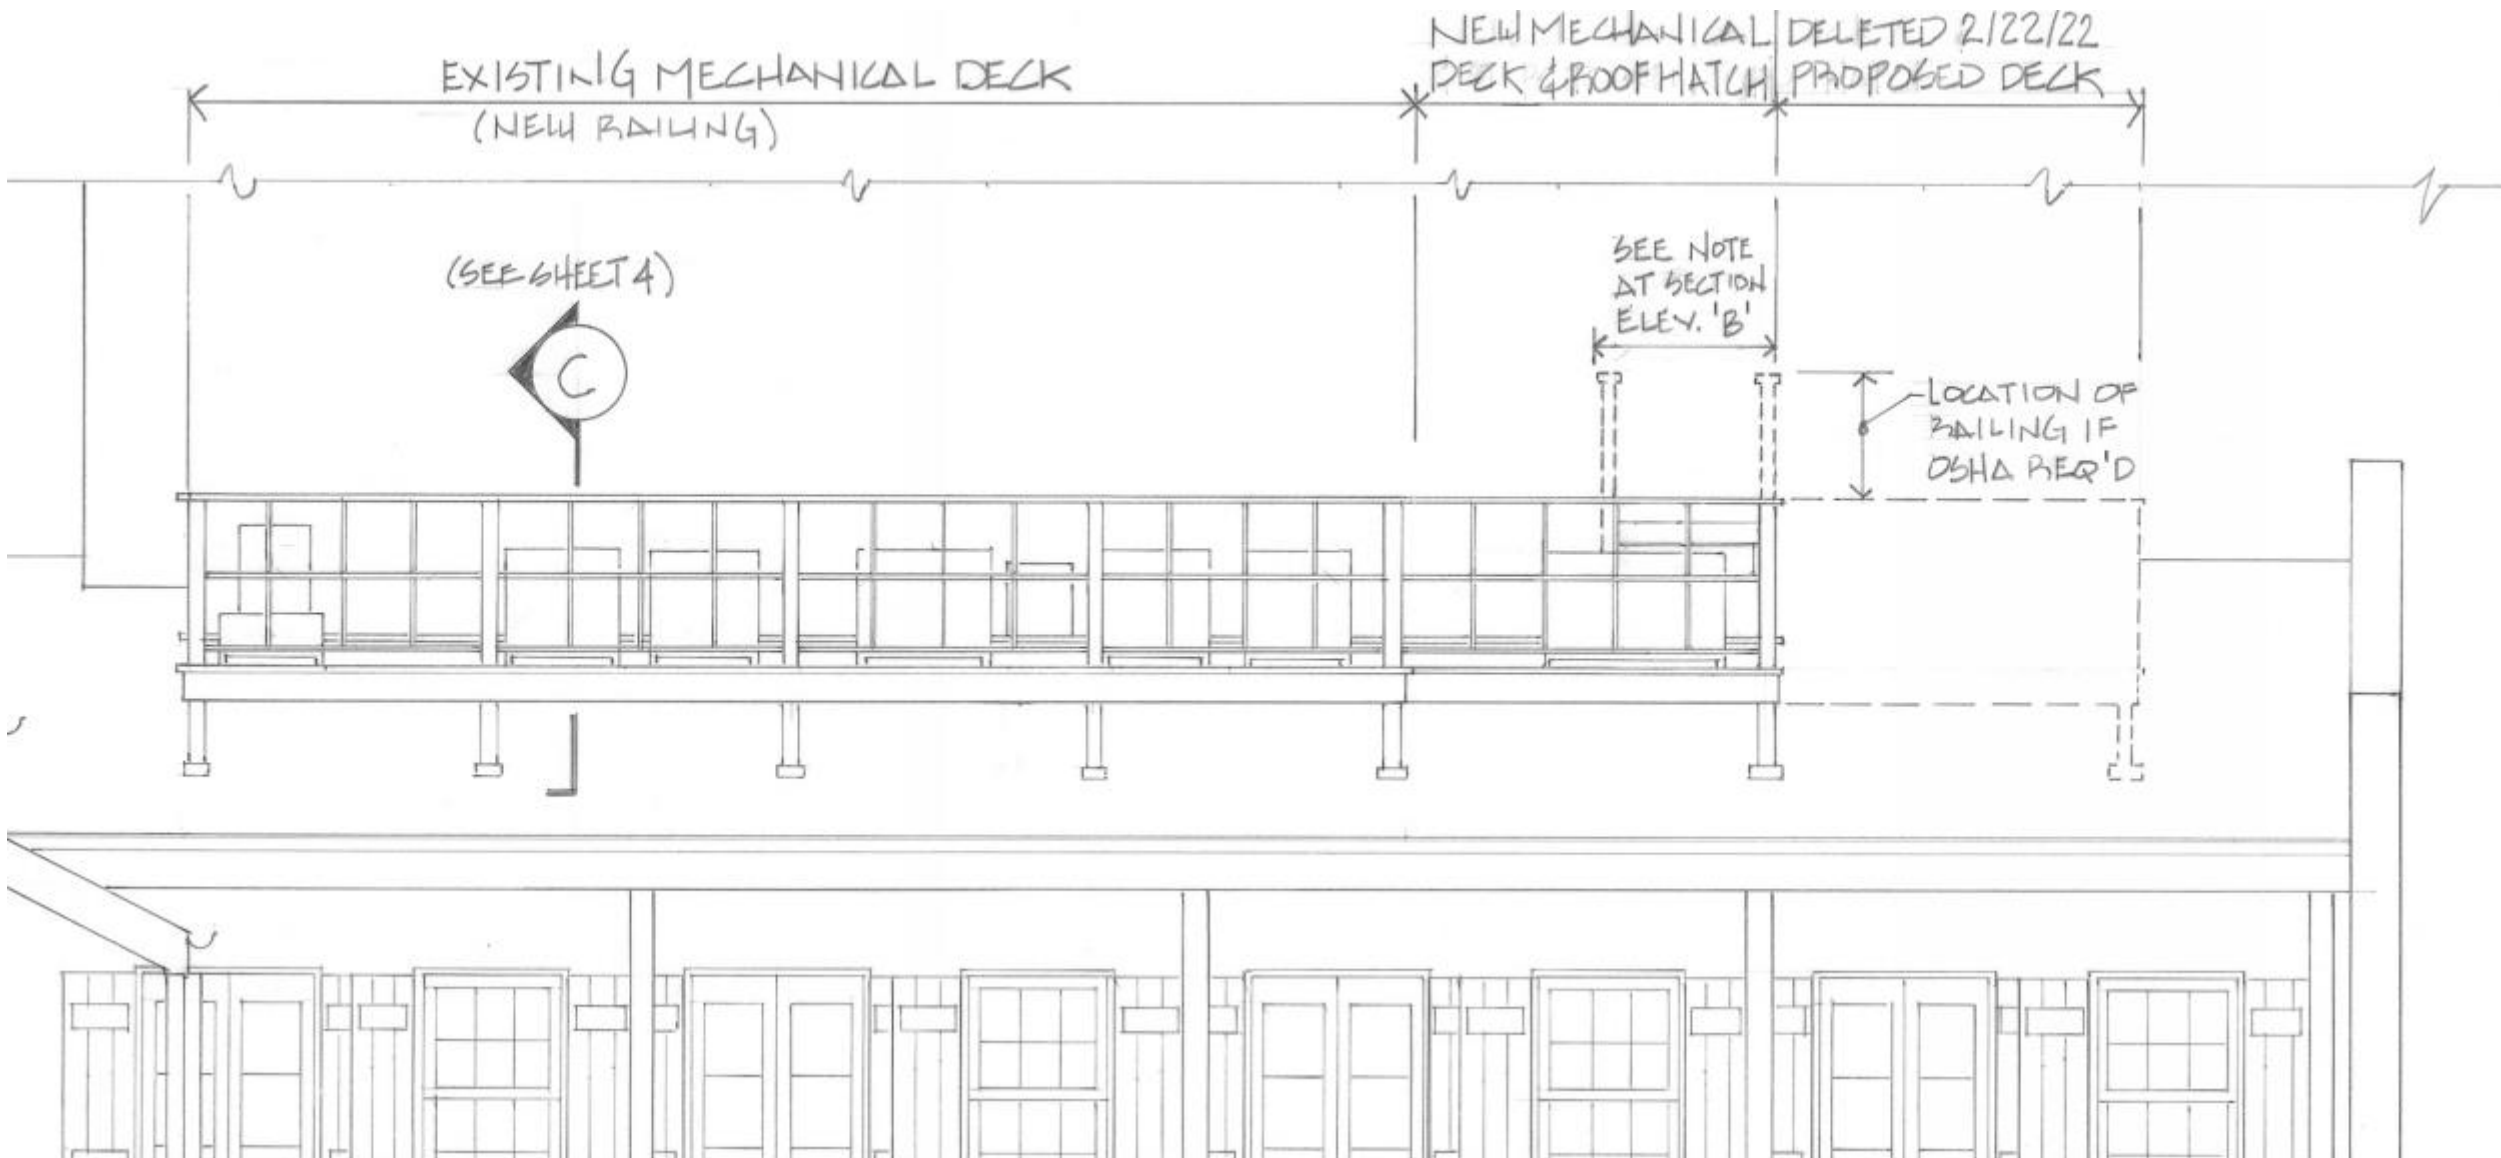 EXISTING MECHANICAL DECK
(NEW RAILING)
NEW MECHANICAL
DECK & ROOF HATCH
DELETED 2/22/22
PROPOSED DECK
(SEE SHEET 4)
C
SEE NOTE
AT SECTION
ELEV. 'B'
LOCATION OF
RAILING IF
OSHA REQ'D